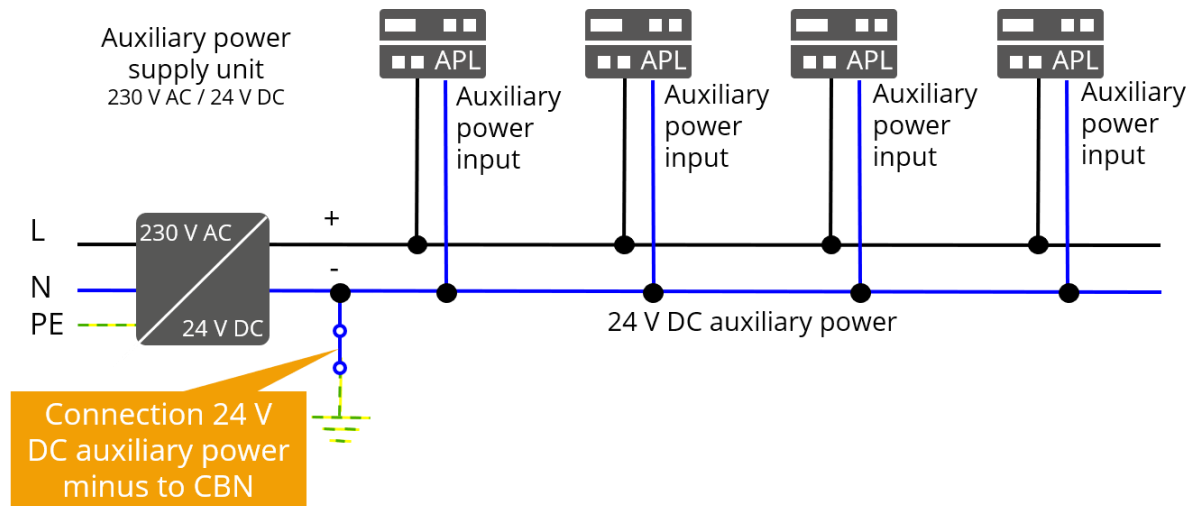 Auxiliary power
supply unit
230 V AC / 24 V DC
APL
APL
APL
APL
Auxiliary
power
input
Auxiliary
power
input
Auxiliary
power
input
Auxiliary
power
input
L
N
PE
230 V AC
24 V DC
+
-
24 V DC auxiliary power
Connection 24 V
DC auxiliary power
minus to CBN